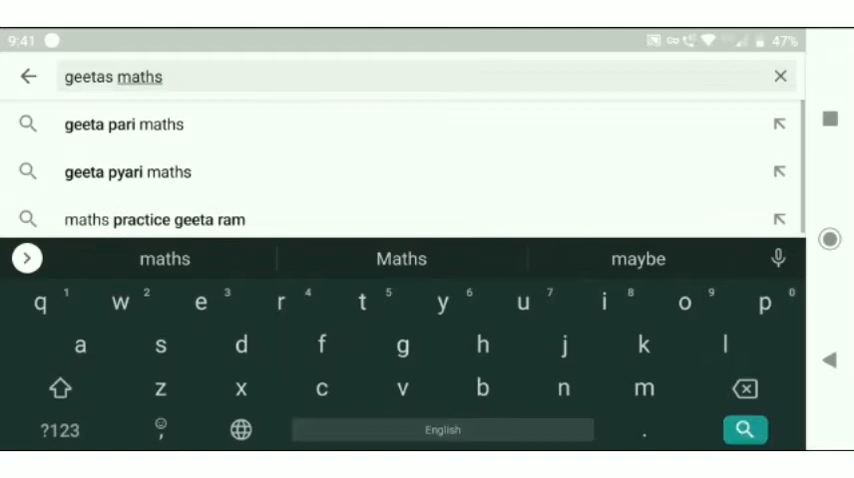 9:41 47%
geetas maths
geeta pari maths
geeta pyari maths
maths practice geeta ram
maths Maths maybe
q 1 w 2 e 3 r 4 t 5 y 6 u 7 i 8 o 9 p 0
a s d f g h j k l
z x c v b n m
?123 , English .